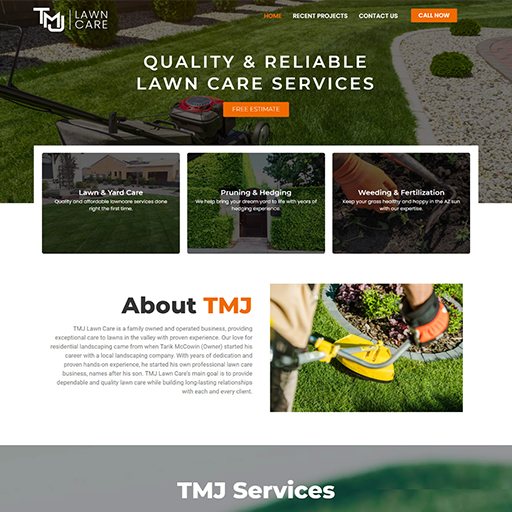 TMJ LAWN CARE
HOME RECENT PROJECTS CONTACT US CALL NOW
QUALITY & RELIABLE
LAWN CARE SERVICES
FREE ESTIMATE
Lawn & Yard Care
Quality and affordable lawncare services done
right the first time.
Pruning & Hedging
We help bring your dream yard to life with years of
hedging experience.
Weeding & Fertilization
Keep your grass healthy and happy in the AZ sun
with our expertise.
About TMJ
TMJ Lawn Care is a family owned and operated business, providing
exceptional care to lawns in the valley with proven experience. Our love for
residential landscaping came from when Tarik McCowin (Owner) started his
career with a local landscaping company. With years of dedication and
proven hands-on experience, he started his own professional lawn care
business, names after his son. TMJ Lawn Care's main goal is to provide
dependable and quality lawn care while building long-lasting relationships
with each and every client.
TMJ Services